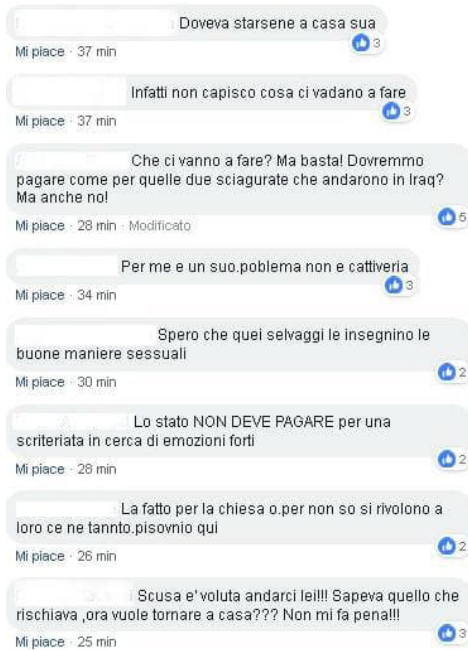 Doveva starsene a casa sua
3
Mi piace · 37 min
Infatti non capisco cosa ci vadano a fare
3
Mi piace · 37 min
Che ci vanno a fare? Ma basta! Dovremmo
pagare come per quelle due sciagurate che andarono in Iraq?
Ma anche no!
5
Mi piace · 28 min · Modificato
Per me e un suo.poblema non e cattiveria
3
Mi piace · 34 min
Spero che quei selvaggi le insegnino le
buone maniere sessuali
2
Mi piace · 30 min
Lo stato NON DEVE PAGARE per una
scriteriata in cerca di emozioni forti
2
Mi piace · 28 min
La fatto per la chiesa o.per non so si rivolono a
loro ce ne tannto.pisovnio qui
2
Mi piace · 26 min
Scusa e' voluta andarci lei!!! Sapeva quello che
rischiava ,ora vuole tornare a casa??? Non mi fa pena!!!
3
Mi piace · 25 min